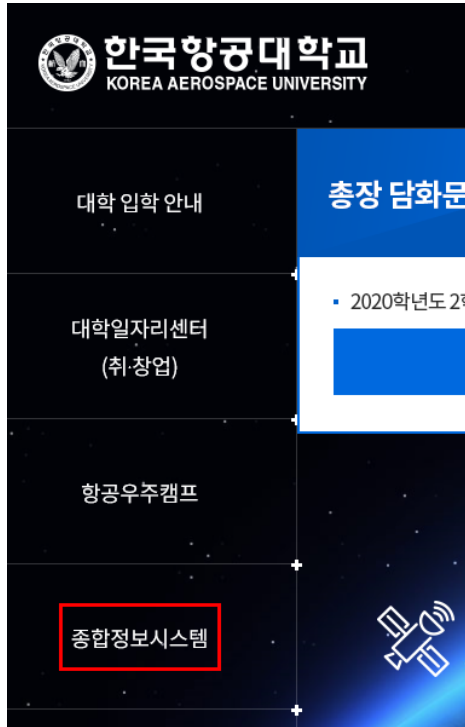 한국항공대학교
KOREA AEROSPACE UNIVERSITY
대학 입학 안내
총장 담화문
대학일자리센터
(취·창업)
2020학년도 2
항공우주캠프
종합정보시스템